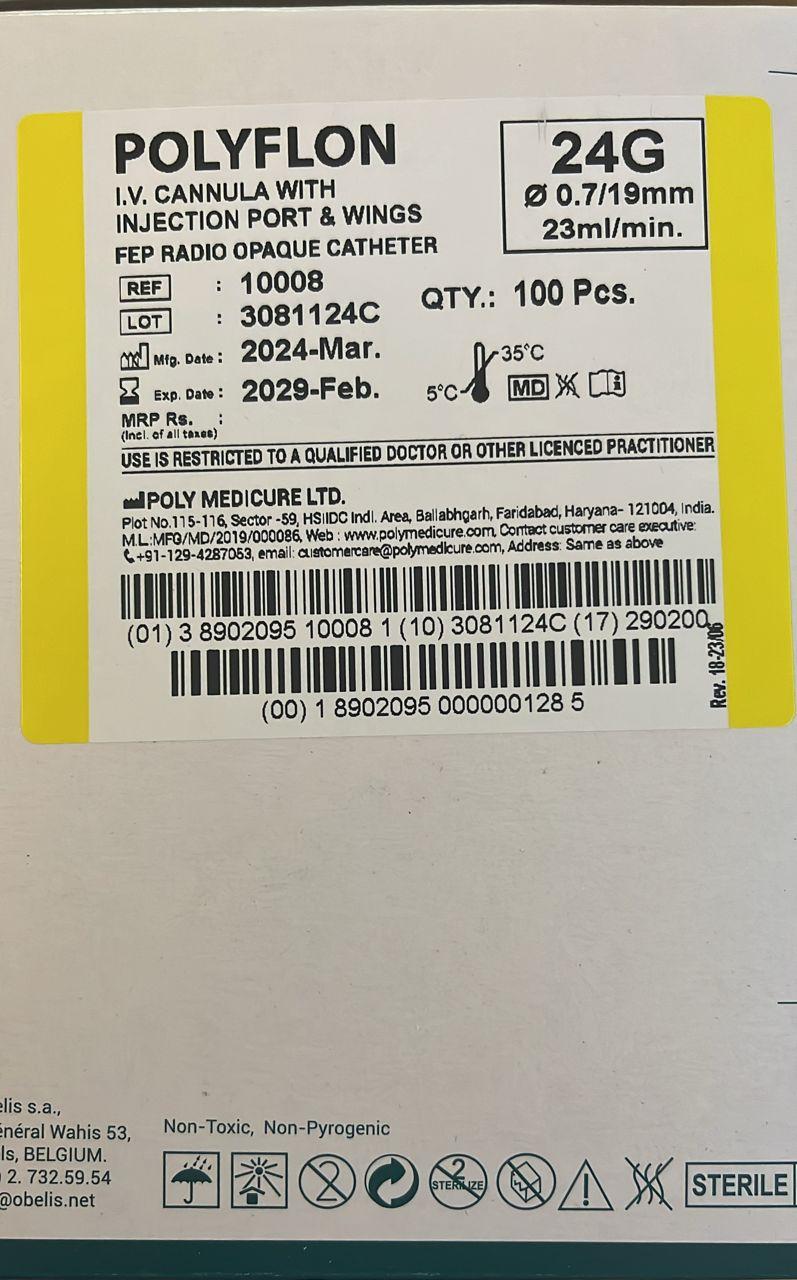 POLYFLON
I.V. CANNULA WITH
INJECTION PORT & WINGS
FEP RADIO OPAQUE CATHETER
24G
Ø 0.7/19mm
23ml/min.
REF : 10008
LOT : 3081124C
QTY.: 100 Pcs.
Mfg. Date : 2024-Mar.
Exp. Date : 2029-Feb.
35°C
5°C
MD
MRP Rs. :
(Incl. of all taxes)
USE IS RESTRICTED TO A QUALIFIED DOCTOR OR OTHER LICENCED PRACTITIONER
POLY MEDICURE LTD.
Plot No.115-116, Sector -59, HSIIDC Indl. Area, Ballabhgarh, Faridabad, Haryana- 121004, India.
M.L:MFG/MD/2019/000086, Web : www.polymedicure.com, Contact customer care executive:
+91-129-4287053, email: customercare@polymedicure.com, Address: Same as above
(01) 3 8902095 10008 1 (10) 3081124C (17) 290200
(00) 1 8902095 000000128 5
Rev. 18-23/06
elis s.a.,
énéral Wahis 53,
ls, BELGIUM.
) 2. 732.59.54
@obelis.net
Non-Toxic, Non-Pyrogenic
2
2
STERILIZE
STERILE